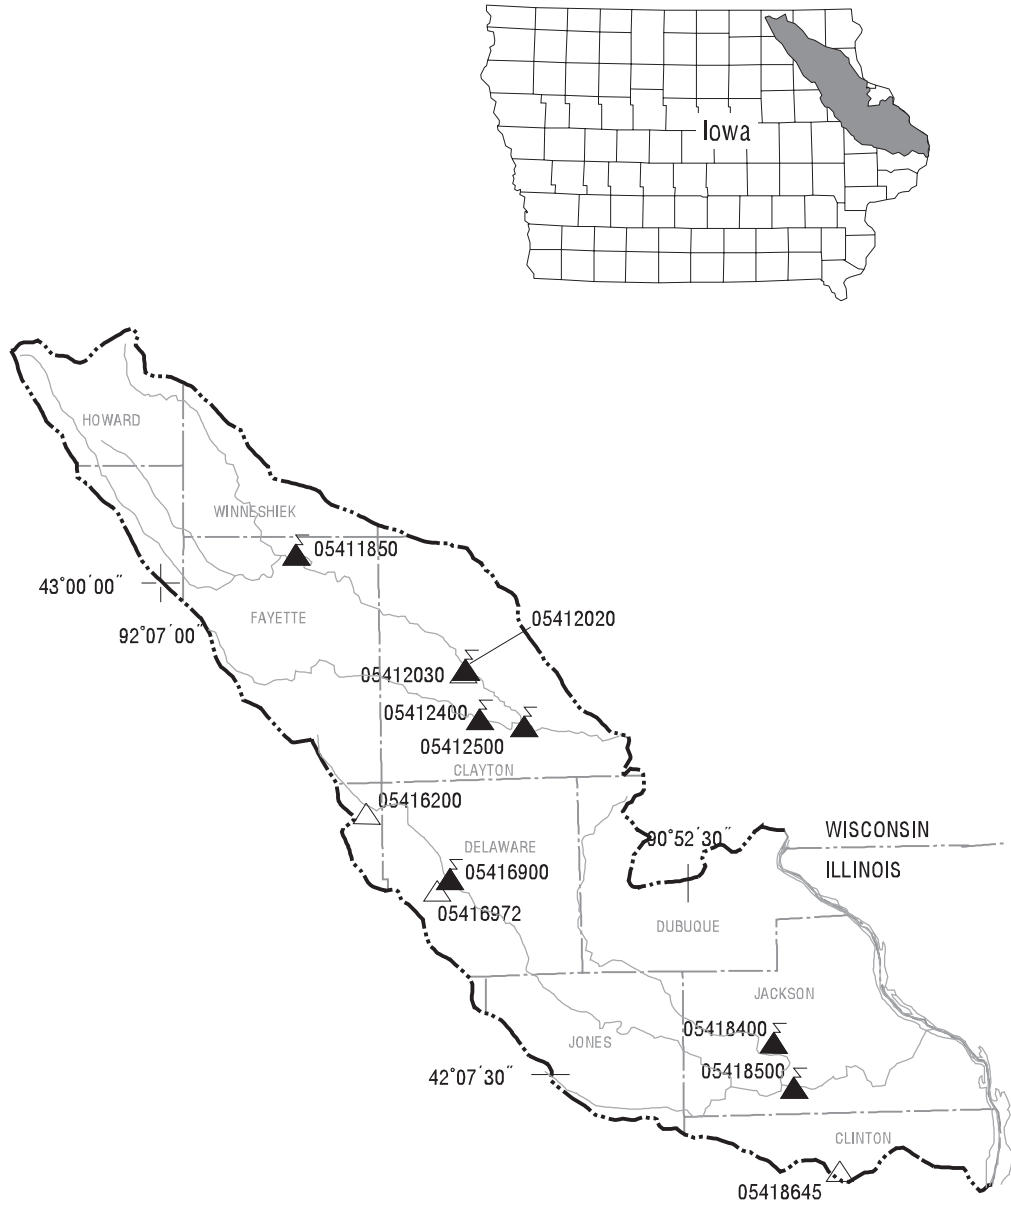 Iowa
HOWARD
WINNESHIEK
05411850
43°00′00″
FAYETTE
05412020
92°07′00″
05412030
05412400
05412500
CLAYTON
05416200
WISCONSIN
90°52′30″
DELAWARE
ILLINOIS
05416900
05416972
DUBUQUE
JACKSON
05418400
JONES
05418500
42°07′30″
CLINTON
05418645